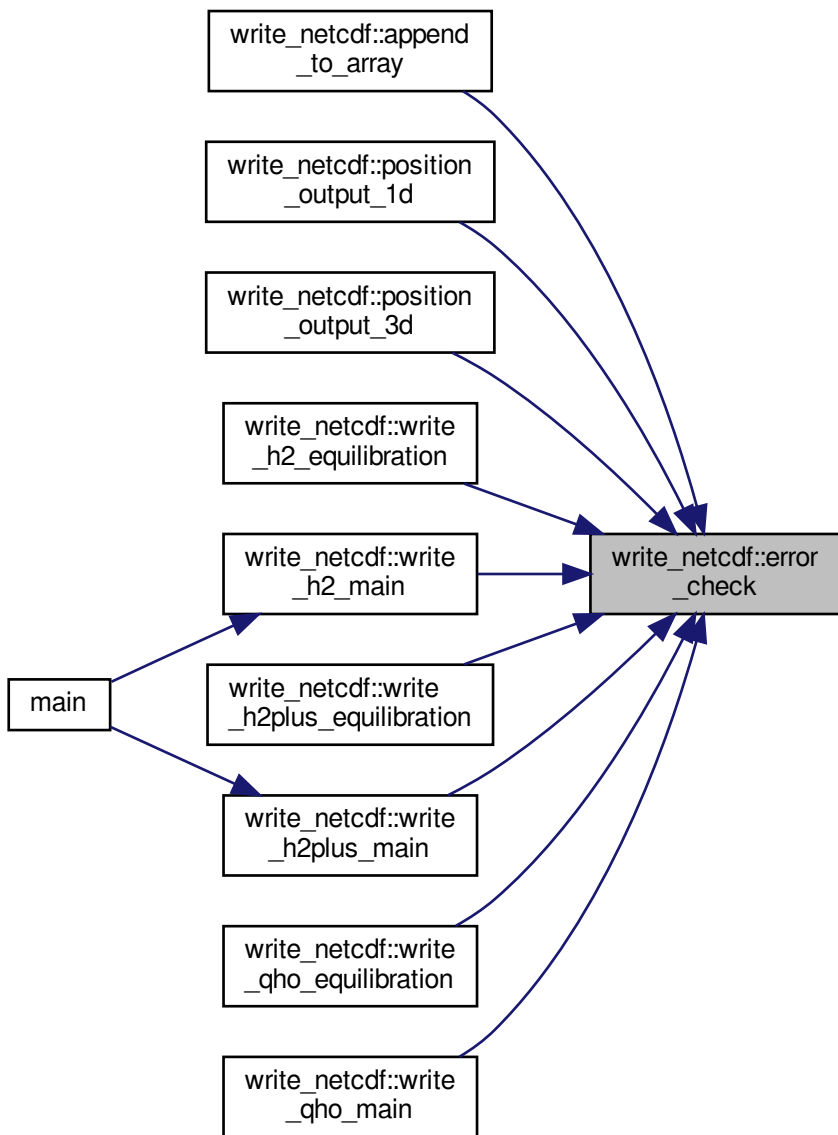 write_netcdf::append
_to_array
write_netcdf::position
_output_1d
write_netcdf::position
_output_3d
write_netcdf::write
_h2_equilibration
write_netcdf::error
_check
write_netcdf::write
_h2_main
write_netcdf::write
_h2plus_equilibration
main
write_netcdf::write
_h2plus_main
write_netcdf::write
_qho_equilibration
write_netcdf::write
_qho_main